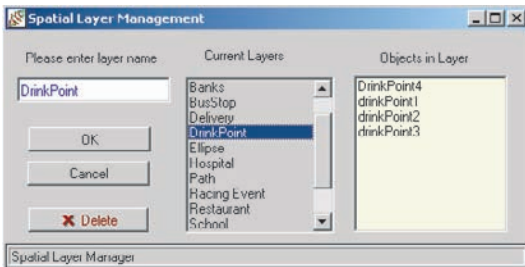 Spatial Layer Management
Please enter layer name
DrinkPoint
OK
Cancel
Delete
Current Layers
Banks
BusStop
Delivery
DrinkPoint
Ellipse
Hospital
Path
Racing Event
Restaurant
School
Objects in Layer
DrinkPoint4
drinkPoint1
drinkPoint2
drinkPoint3
Spatial Layer Manager